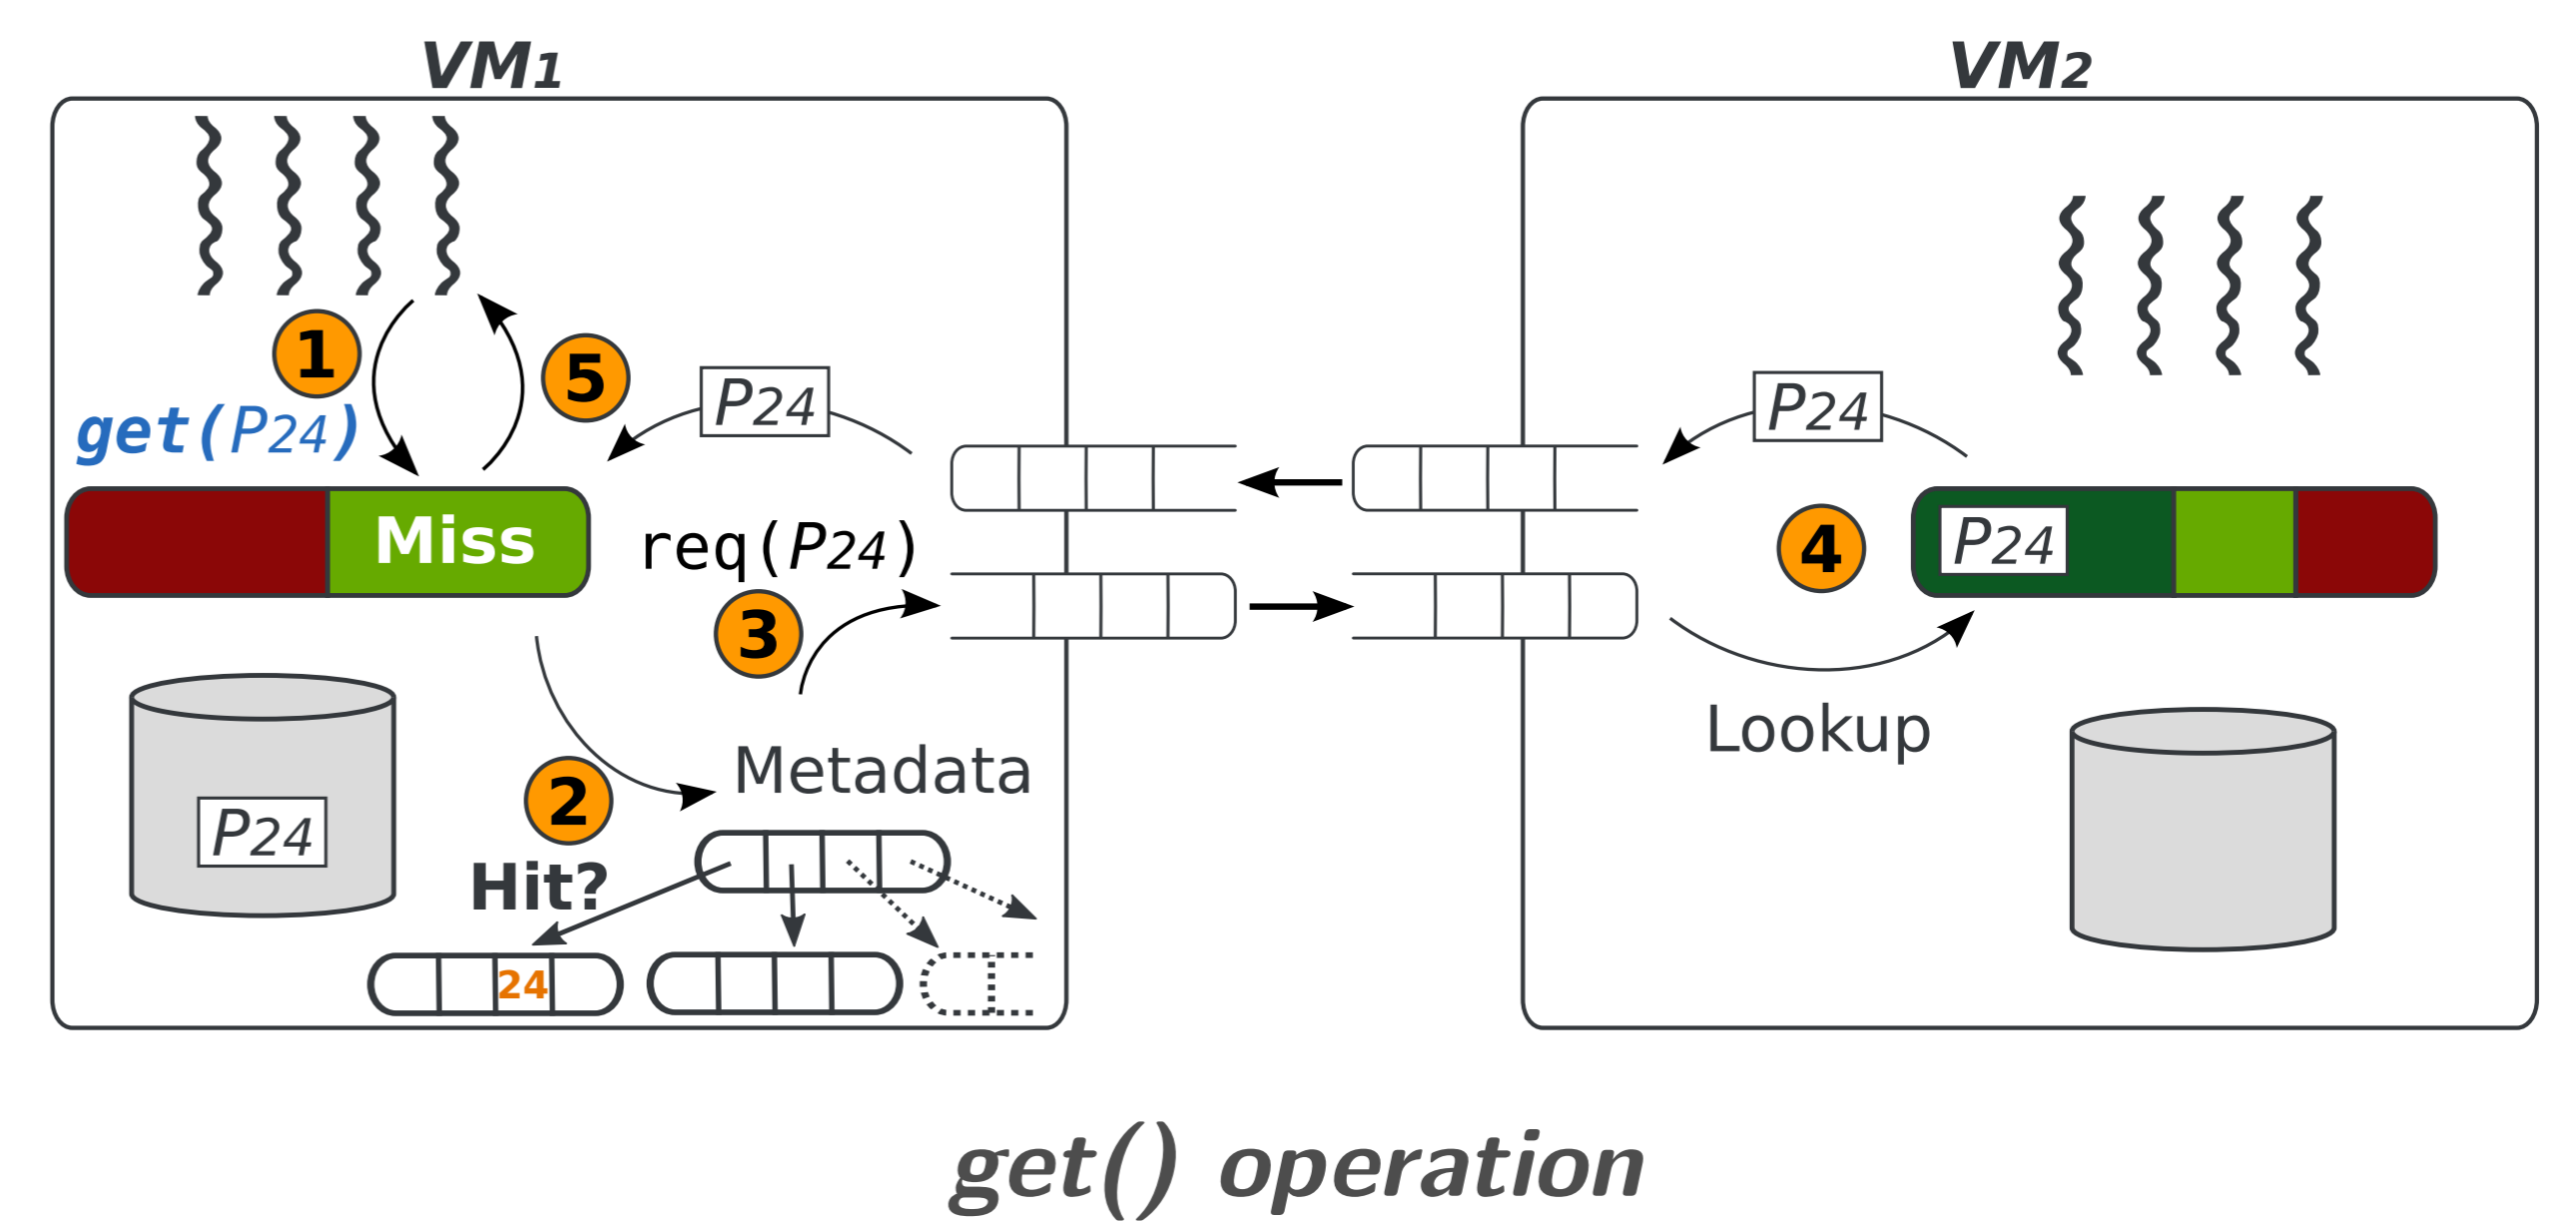 VM1
VM2
1
5
get(P24)
P24
P24
Miss
req(P24)
3
4
P24
Lookup
P24
2
Metadata
Hit?
24
get() operation